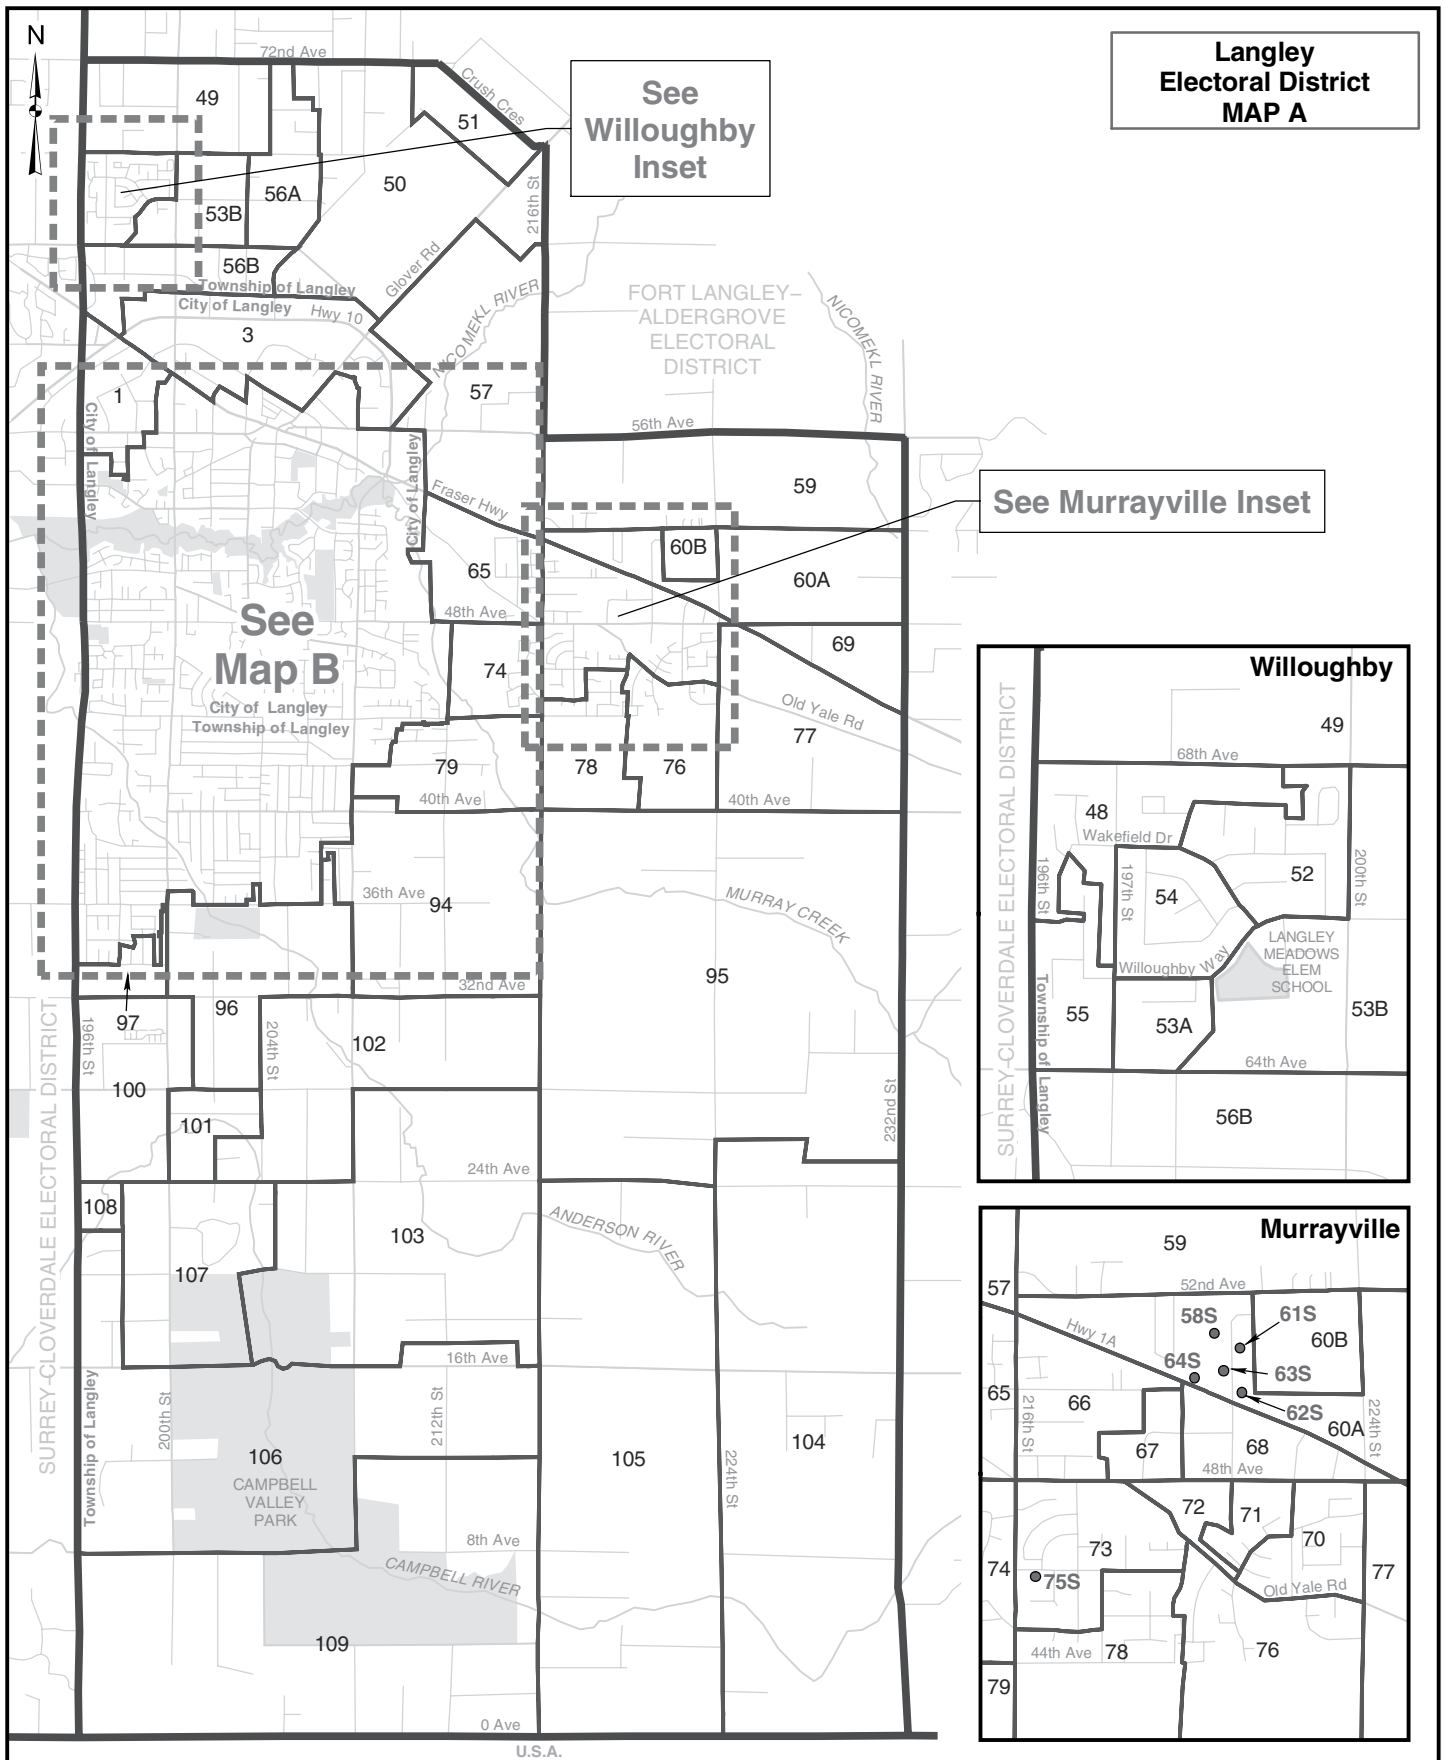 N
Langley
Electoral District
MAP A
72nd Ave
Crush Cres
See
Willoughby
Inset
49
51
50
56A
53B
216th St
56B
Glover Rd
Township of Langley
City of Langley
Hwy 10
3
NICOMEKL RIVER
FORT LANGLEY–
ALDERGROVE
ELECTORAL
DISTRICT
NICOMEKL RIVER
1
57
City of Langley
56th Ave
City of Langley
Fraser Hwy
59
See Murrayville Inset
60B
60A
65
48th Ave
See
Map B
City of Langley
Township of Langley
69
74
Old Yale Rd
77
79
78
76
40th Ave
40th Ave
36th Ave
94
MURRAY CREEK
95
32nd Ave
97
96
196th St
204th St
102
100
101
232nd St
24th Ave
108
103
ANDERSON RIVER
107
16th Ave
SURREY-CLOVERDALE ELECTORAL DISTRICT
Township of Langley
200th St
212th St
106
CAMPBELL
VALLEY
PARK
105
104
224th St
8th Ave
CAMPBELL RIVER
109
0 Ave
U.S.A.
Willoughby
SURREY-CLOVERDALE ELECTORAL DISTRICT
49
68th Ave
48
Wakefield Dr
196th St
197th St
54
52
200th St
LANGLEY
MEADOWS
ELEM
SCHOOL
Willoughby Way
Township of Langley
55
53A
53B
64th Ave
56B
Murrayville
59
57
52nd Ave
58S
61S
60B
Hwy 1A
64S
63S
65
66
216th St
62S
60A
224th St
67
68
48th Ave
72
71
70
73
74
75S
77
Old Yale Rd
44th Ave
78
76
79